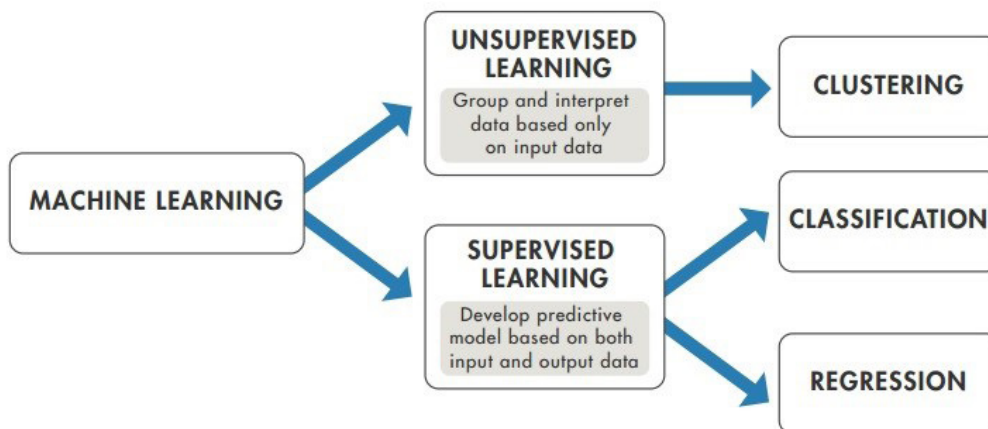 MACHINE LEARNING
UNSUPERVISED
LEARNING
Group and interpret
data based only
on input data
SUPERVISED
LEARNING
Develop predictive
model based on both
input and output data
CLUSTERING
CLASSIFICATION
REGRESSION